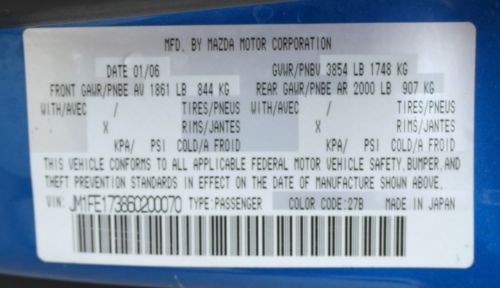 MFD. BY MAZDA MOTOR CORPORATION
DATE 01/06 GVWR/PNBV 3854 LB 1748 KG
FRONT GAWR/PNBE AV 1861 LB 844 KG REAR GAWR/PNBE AR 2000 LB 907 KG
WITH/AVEC / TIRES/PNEUS WITH/AVEC / TIRES/PNEUS
X RIMS/JANTES X RIMS/JANTES
KPA/ PSI COLD/A FROID KPA/ PSI COLD/A FROID
THIS VEHICLE CONFORMS TO ALL APPLICABLE FEDERAL MOTOR VEHICLE SAFETY, BUMPER, AND
THEFT PREVENTION STANDARDS IN EFFECT ON THE DATE OF MANUFACTURE SHOWN ABOVE.
VIN: JM1FE173860200070 TYPE:PASSENGER COLOR CODE:27B MADE IN JAPAN